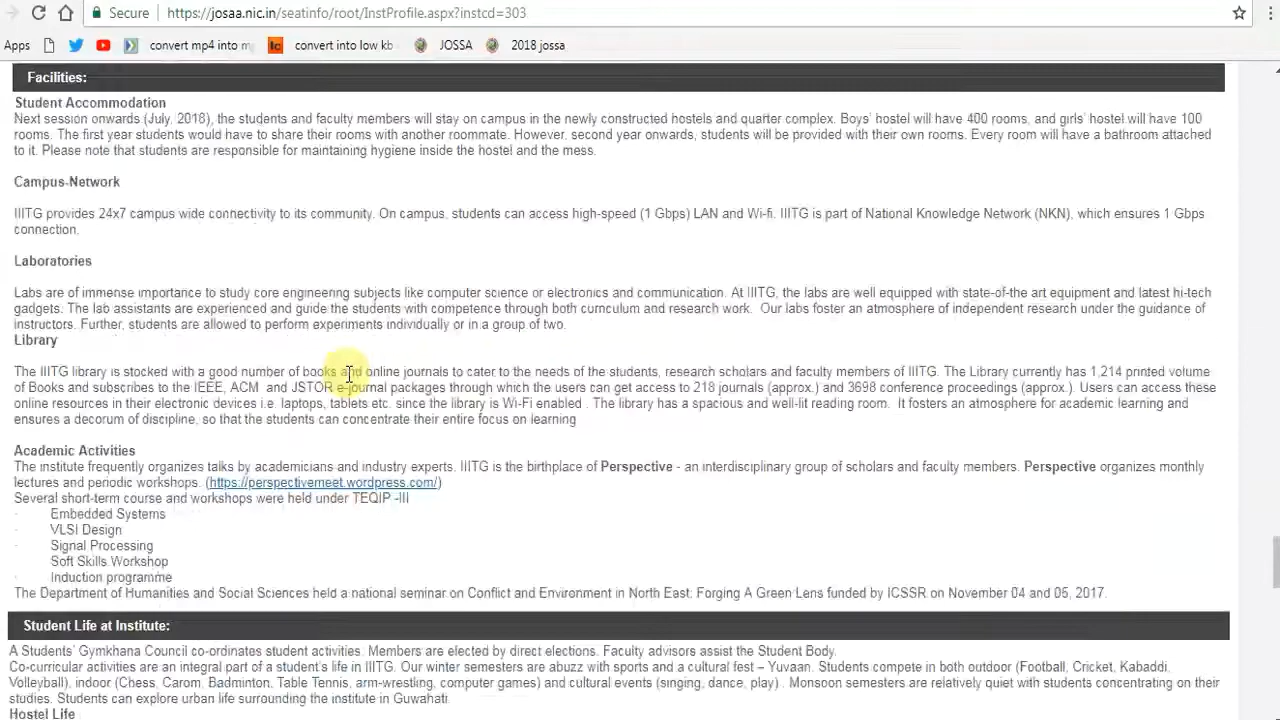 Secure https://josaa.nic.in/seatinfo/root/InstProfile.aspx?instcd=303
Apps convert mp4 into m lc convert into low kb JOSSA 2018 jossa
Facilities:
Student Accommodation
Next session onwards (July, 2018), the students and faculty members will stay on campus in the newly constructed hostels and quarter complex. Boys' hostel will have 400 rooms, and girls' hostel will have 100
rooms. The first year students would have to share their rooms with another roommate. However, second year onwards, students will be provided with their own rooms. Every room will have a bathroom attached
to it. Please note that students are responsible for maintaining hygiene inside the hostel and the mess.
Campus-Network
IIITG provides 24x7 campus wide connectivity to its community. On campus, students can access high-speed (1 Gbps) LAN and Wi-fi. IIITG is part of National Knowledge Network (NKN), which ensures 1 Gbps
connection.
Laboratories
Labs are of immense importance to study core engineering subjects like computer science or electronics and communication. At IIITG, the labs are well equipped with state-of-the art equipment and latest hi-tech
gadgets. The lab assistants are experienced and guide the students with competence through both curriculum and research work. Our labs foster an atmosphere of independent research under the guidance of
instructors. Further, students are allowed to perform experiments individually or in a group of two.
Library
The IIITG library is stocked with a good number of books and online journals to cater to the needs of the students, research scholars and faculty members of IIITG. The Library currently has 1,214 printed volume
of Books and subscribes to the IEEE, ACM and JSTOR e-journal packages through which the users can get access to 218 journals (approx.) and 3698 conference proceedings (approx.). Users can access these
online resources in their electronic devices i.e. laptops, tablets etc. since the library is Wi-Fi enabled . The library has a spacious and well-lit reading room. It fosters an atmosphere for academic learning and
ensures a decorum of discipline, so that the students can concentrate their entire focus on learning
Academic Activities
The institute frequently organizes talks by academicians and industry experts. IIITG is the birthplace of Perspective - an interdisciplinary group of scholars and faculty members. Perspective organizes monthly
lectures and periodic workshops. (https://perspectivemeet.wordpress.com/)
Several short-term course and workshops were held under TEQIP -III
· Embedded Systems
· VLSI Design
· Signal Processing
Soft Skills Workshop
· Induction programme
The Department of Humanities and Social Sciences held a national seminar on Conflict and Environment in North East: Forging A Green Lens funded by ICSSR on November 04 and 05, 2017.
Student Life at Institute:
A Students' Gymkhana Council co-ordinates student activities. Members are elected by direct elections. Faculty advisors assist the Student Body.
Co-curricular activities are an integral part of a student's life in IIITG. Our winter semesters are abuzz with sports and a cultural fest – Yuvaan. Students compete in both outdoor (Football, Cricket, Kabaddi,
Volleyball), indoor (Chess, Carom, Badminton, Table Tennis, arm-wrestling, computer games) and cultural events (singing, dance, play) . Monsoon semesters are relatively quiet with students concentrating on their
studies. Students can explore urban life surrounding the institute in Guwahati.
Hostel Life